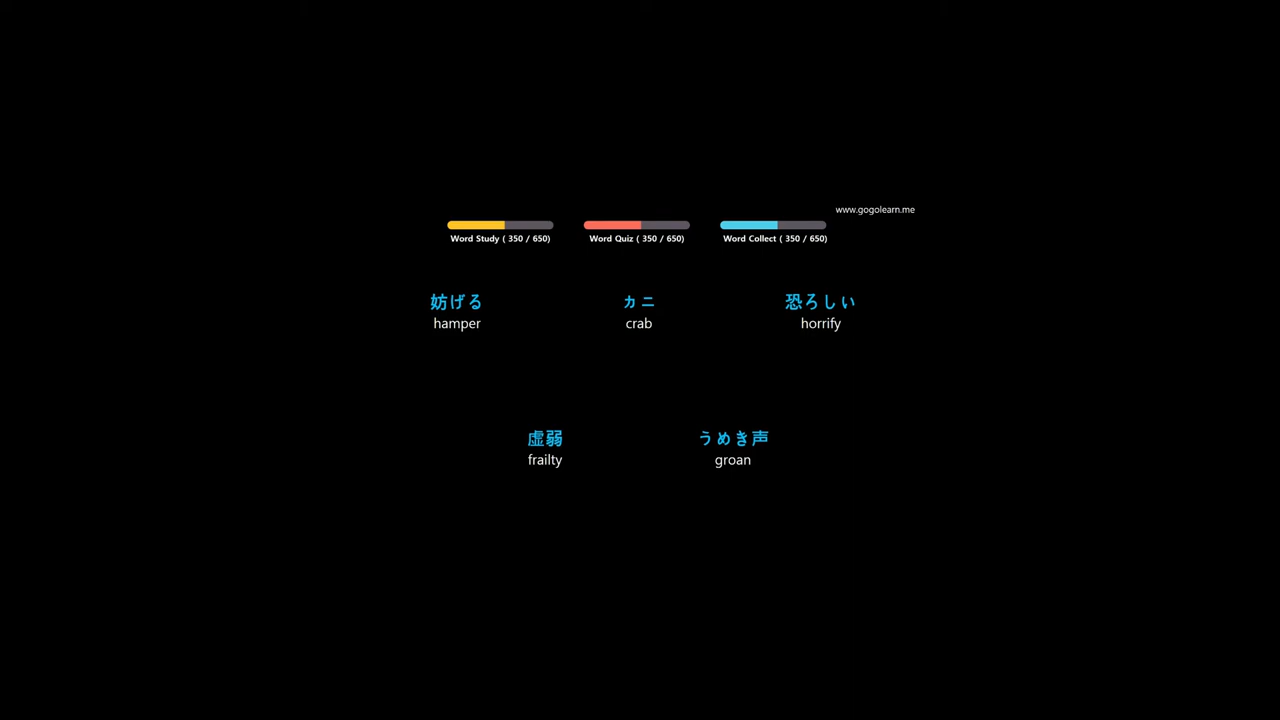 www.gogolearn.me
Word Study ( 350 / 650)
Word Quiz ( 350 / 650)
Word Collect ( 350 / 650)
妨げる
hamper
カニ
crab
恐ろしい
horrify
虚弱
frailty
うめき声
groan